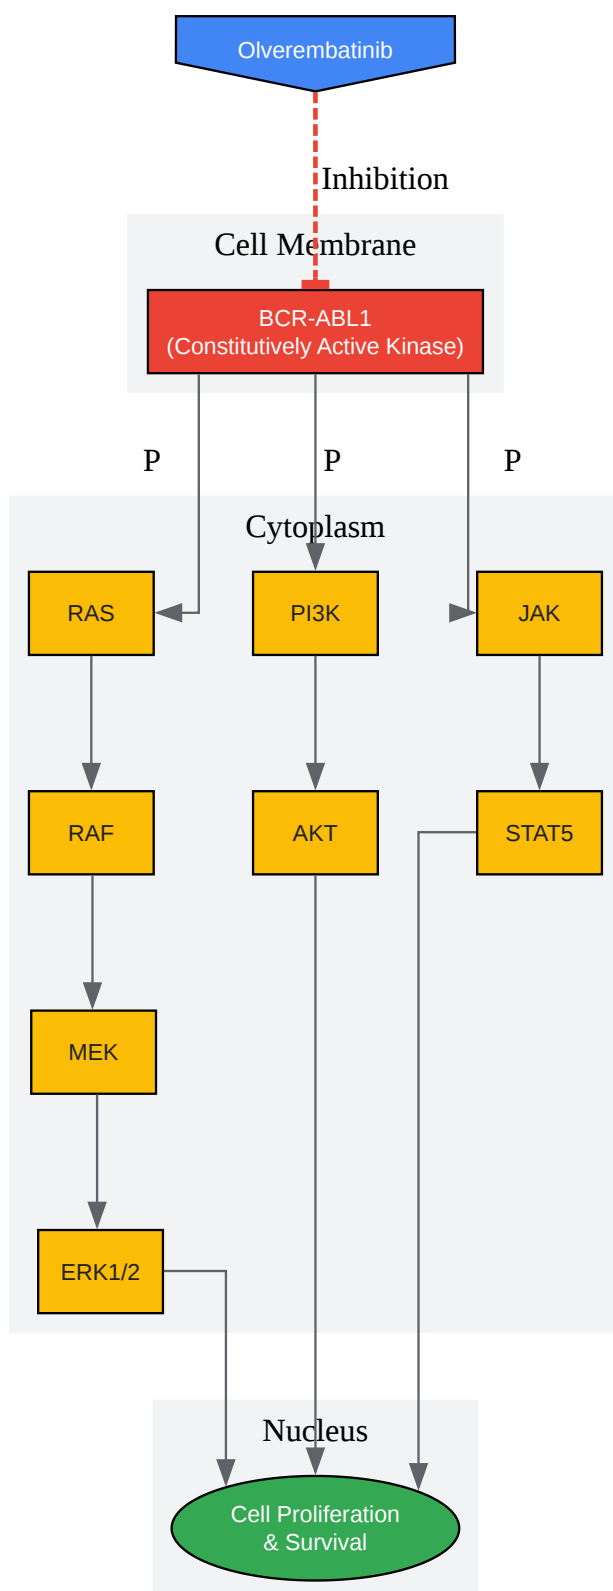 Olverembatinib
Inhibition
Cell Membrane
BCR-ABL1
(Constitutively Active Kinase)
P P P
Cytoplasm
RAS PI3K JAK
RAF AKT STAT5
MEK
ERK1/2
Nucleus
Cell Proliferation
& Survival